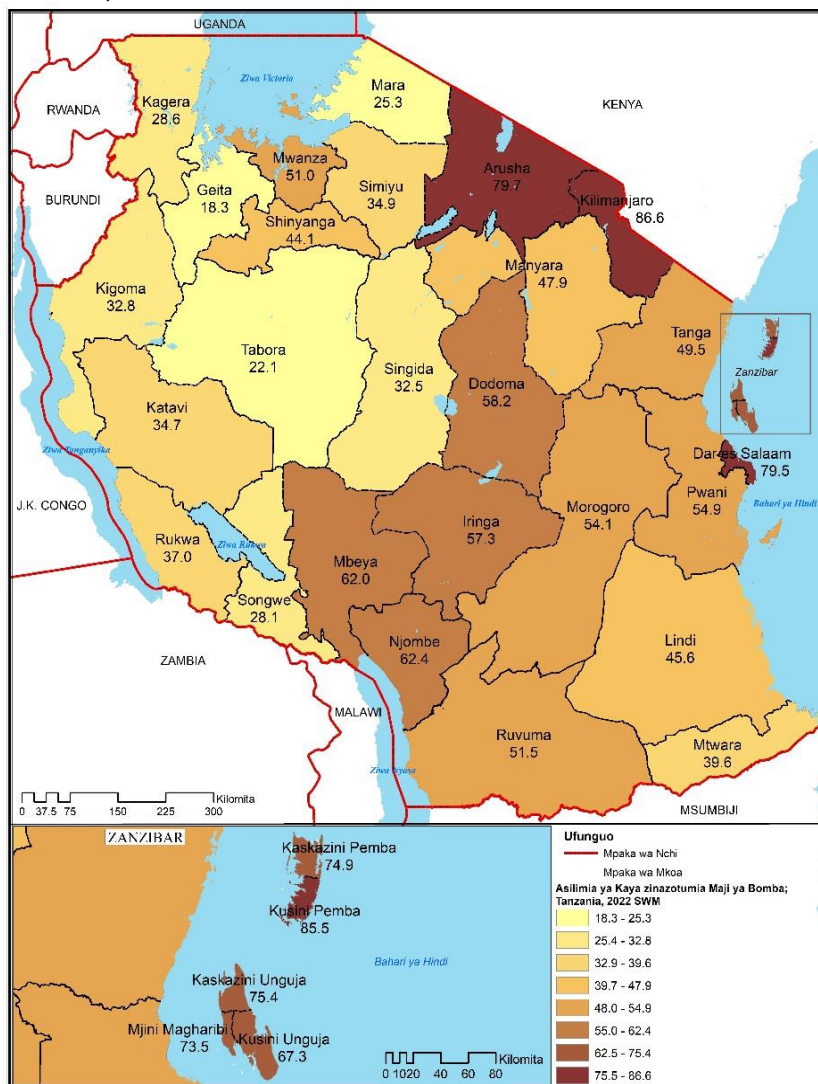 UGANDA
Ziwa Victoria
Mara
25.3
Kagera
28.6
RWANDA
KENYA
Mwanza
51.0
Arusha
79.7
Geita
18.3
Simiyu
34.9
BURUNDI
Kilimanjaro
86.6
Shinyanga
44.1
Manyara
47.9
Kigoma
32.8
Tanga
49.5
Tabora
22.1
Singida
32.5
Dodoma
58.2
Zanzibar
Katavi
34.7
Ziwa Tanganyika
Dar es Salaam
79.5
Pwani
54.9
Bahari ya Hindi
J.K. CONGO
Morogoro
54.1
Iringa
57.3
Rukwa
37.0
Ziwa Rukwa
Mbeya
62.0
Songwe
28.1
Njombe
62.4
Lindi
45.6
ZAMBIA
MALAWI
Ruvuma
51.5
Mtwara
39.6
Ziwa Nyasa
Kilomita
0 37.5 75 150 225 300
MSUMBIJI
ZANZIBAR
Kaskazini Pemba
74.9
Kusini Pemba
85.5
Bahari ya Hindi
Kaskazini Unguja
75.4
Mjini Magharibi
73.5
Kusini Unguja
67.3
Kilomita
0 10 20 40 60 80
Ufunguo
Mpaka wa Nchi
Mpaka wa Mkoa
Asilimia ya Kaya zinazotumia Maji ya Bomba;
Tanzania, 2022 SWM
18.3 - 25.3
25.4 - 32.8
32.9 - 39.6
39.7 - 47.9
48.0 - 54.9
55.0 - 62.4
62.5 - 75.4
75.5 - 86.6